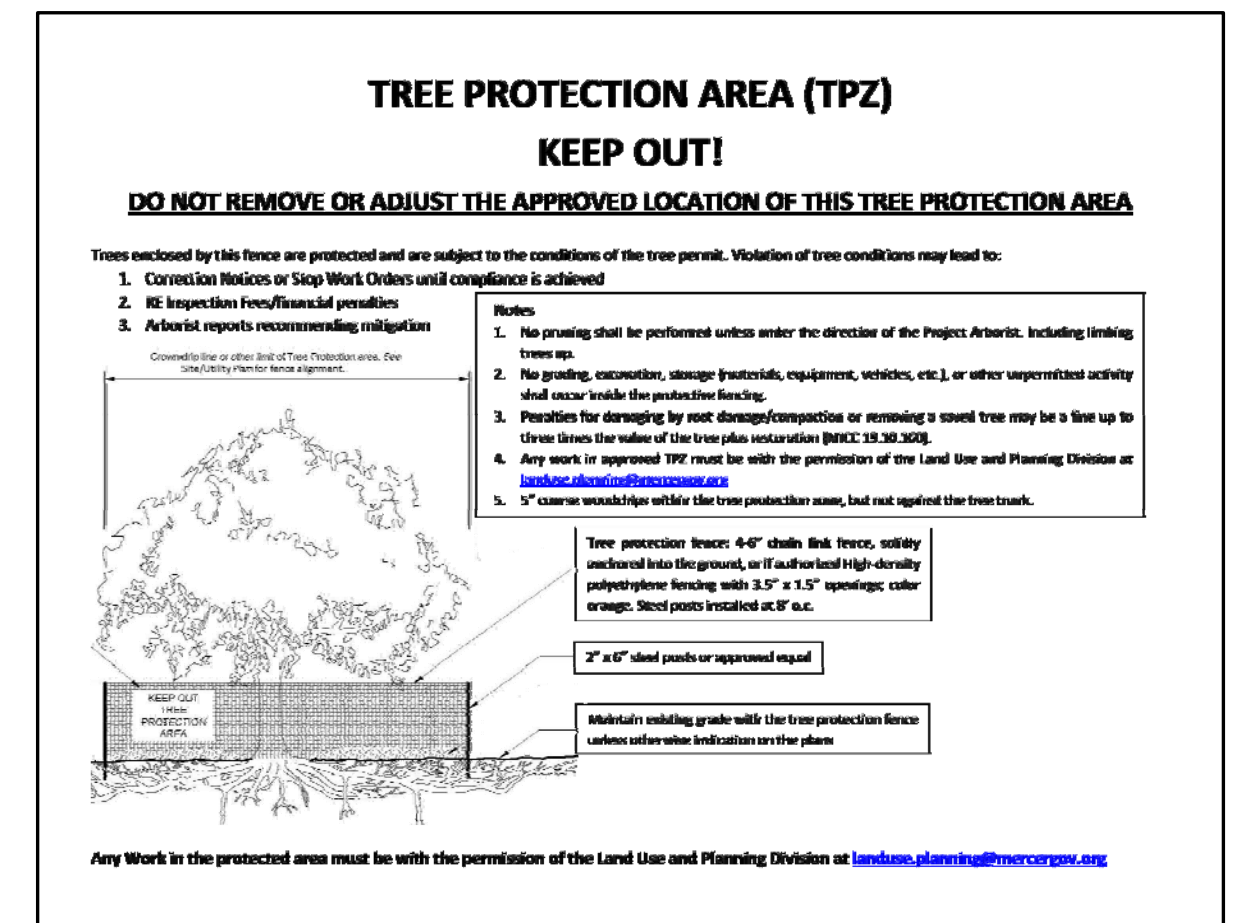 TREE PROTECTION AREA (TPZ)
KEEP OUT!
DO NOT REMOVE OR ADJUST THE APPROVED LOCATION OF THIS TREE PROTECTION AREA
Trees enclosed by this fence are protected and are subject to the conditions of the tree permit. Violation of tree conditions may lead to:
1. Correction Notices or Stop Work Orders until compliance is achieved
2. RE Inspection Fees/financial penalties
3. Arborist reports recommending mitigation
Notes
1. No pruning shall be performed unless under the direction of the Project Arborist. Including limbing
trees up.
2. No grading, excavation, storage (materials, equipment, vehicles, etc.), or other unpermitted activity
shall occur inside the protective fencing.
3. Penalties for damaging by root damage/compaction or removing a saved tree may be a fine up to
three times the value of the tree plus restoration (MICC 19.10.160).
4. Any work in approved TPZ must be with the permission of the Land Use and Planning Division at
landuse.planning@mercergov.org
5. 5" coarse woodchips within the tree protection zone, but not against the tree trunk.
Crowndrip line or other limit of Tree Protection area. See
Site/Utility Plan for fence alignment.
Tree protection fence: 4-6" chain link fence, solidly
anchored into the ground, or if authorized High-density
polyethylene fencing with 3.5" x 1.5" openings; color
orange. Steel posts installed at 8' o.c.
2" x 6" steel posts or approved equal
KEEP OUT
TREE
PROTECTION
AREA
Maintain existing grade with the tree protection fence
unless otherwise indication on the plans
Any Work in the protected area must be with the permission of the Land Use and Planning Division at landuse.planning@mercergov.org